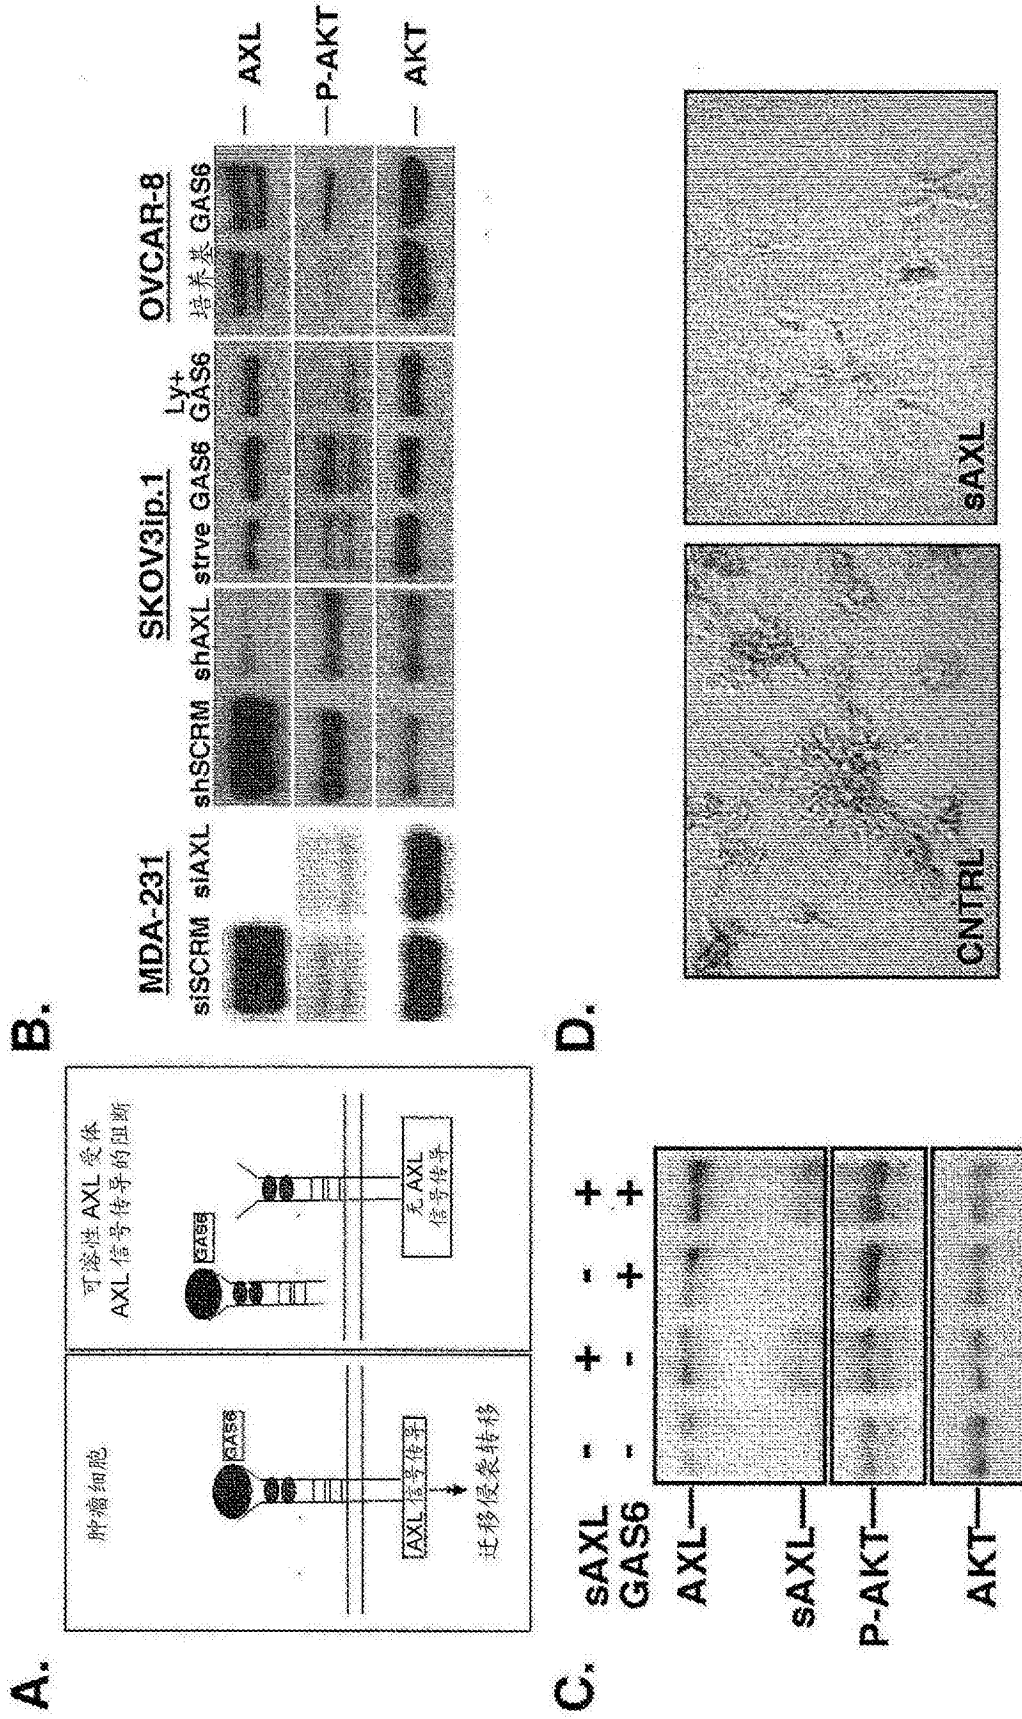 A.
肿瘤细胞
GAS6
AXL 信号传导
迁移侵袭转移
可溶性 AXL 受体
AXL 信号传导的阻断
GAS6
无 AXL
信号传导
B.
MDA-231 SKOV3ip.1 OVCAR-8
siSCRM siAXL shSCRM shAXL strve GAS6 Ly+ GAS6 培养基 GAS6
AXL
P-AKT
AKT
C.
sAXL - + - +
GAS6 - - + +
AXL
sAXL
P-AKT
AKT
D.
CNTRL
sAXL